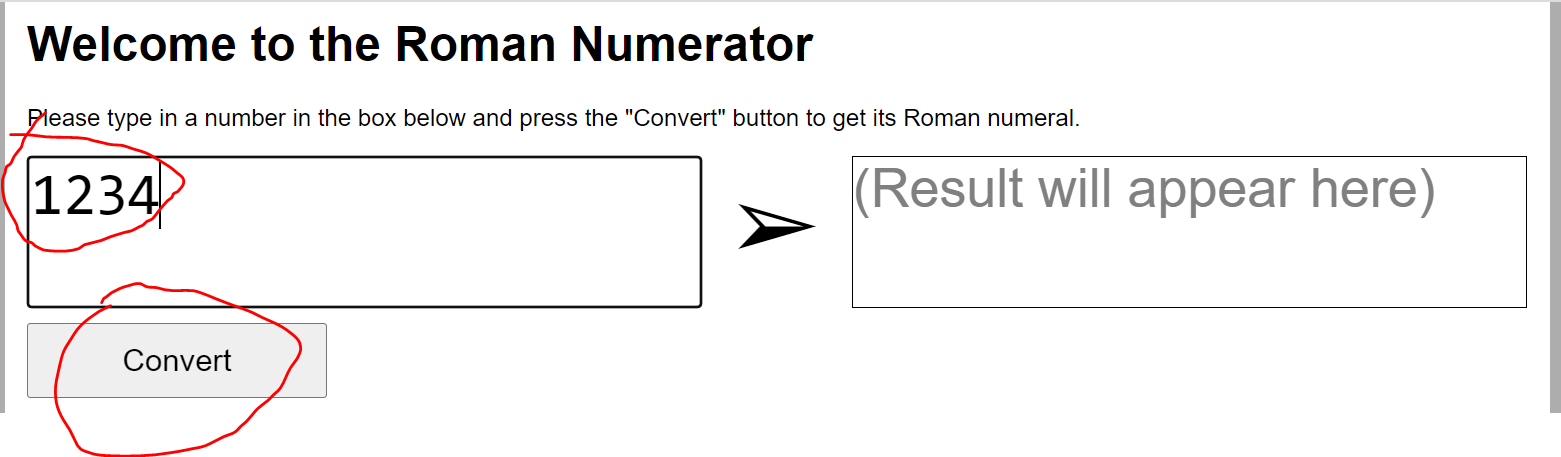 Welcome to the Roman Numerator
Please type in a number in the box below and press the "Convert" button to get its Roman numeral.
1234
(Result will appear here)
Convert